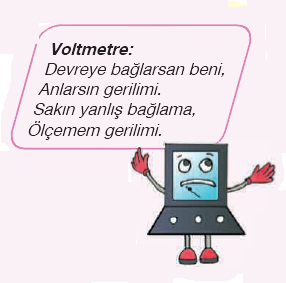 Voltmetre:
Devreye bağlarsan beni,
Anlarsın gerilimi.
Sakın yanlış bağlama,
Ölçemem gerilimi.